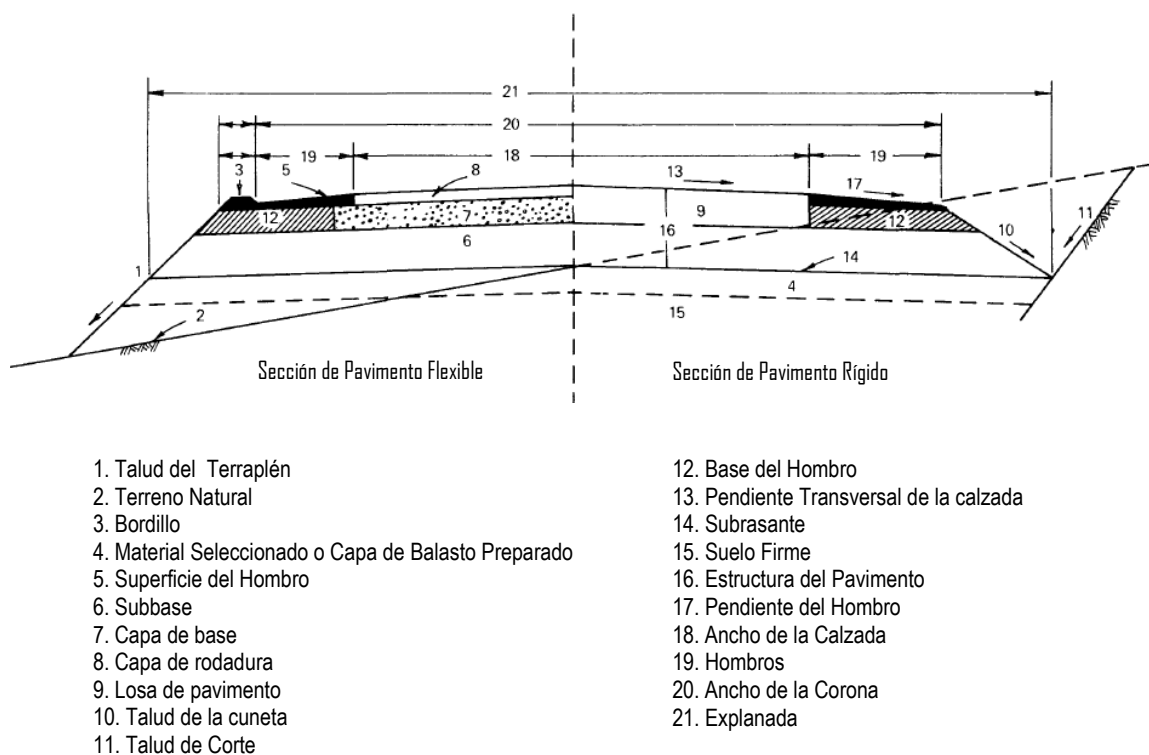 21
20
3
5
19
8
18
13
19
17
12
7
9
12
11
10
6
16
1
14
4
2
15
Sección de Pavimento Flexible
Sección de Pavimento Rígido
1. Talud del Terraplén
2. Terreno Natural
3. Bordillo
4. Material Seleccionado o Capa de Balasto Preparado
5. Superficie del Hombro
6. Subbase
7. Capa de base
8. Capa de rodadura
9. Losa de pavimento
10. Talud de la cuneta
11. Talud de Corte
12. Base del Hombro
13. Pendiente Transversal de la calzada
14. Subrasante
15. Suelo Firme
16. Estructura del Pavimento
17. Pendiente del Hombro
18. Ancho de la Calzada
19. Hombros
20. Ancho de la Corona
21. Explanada